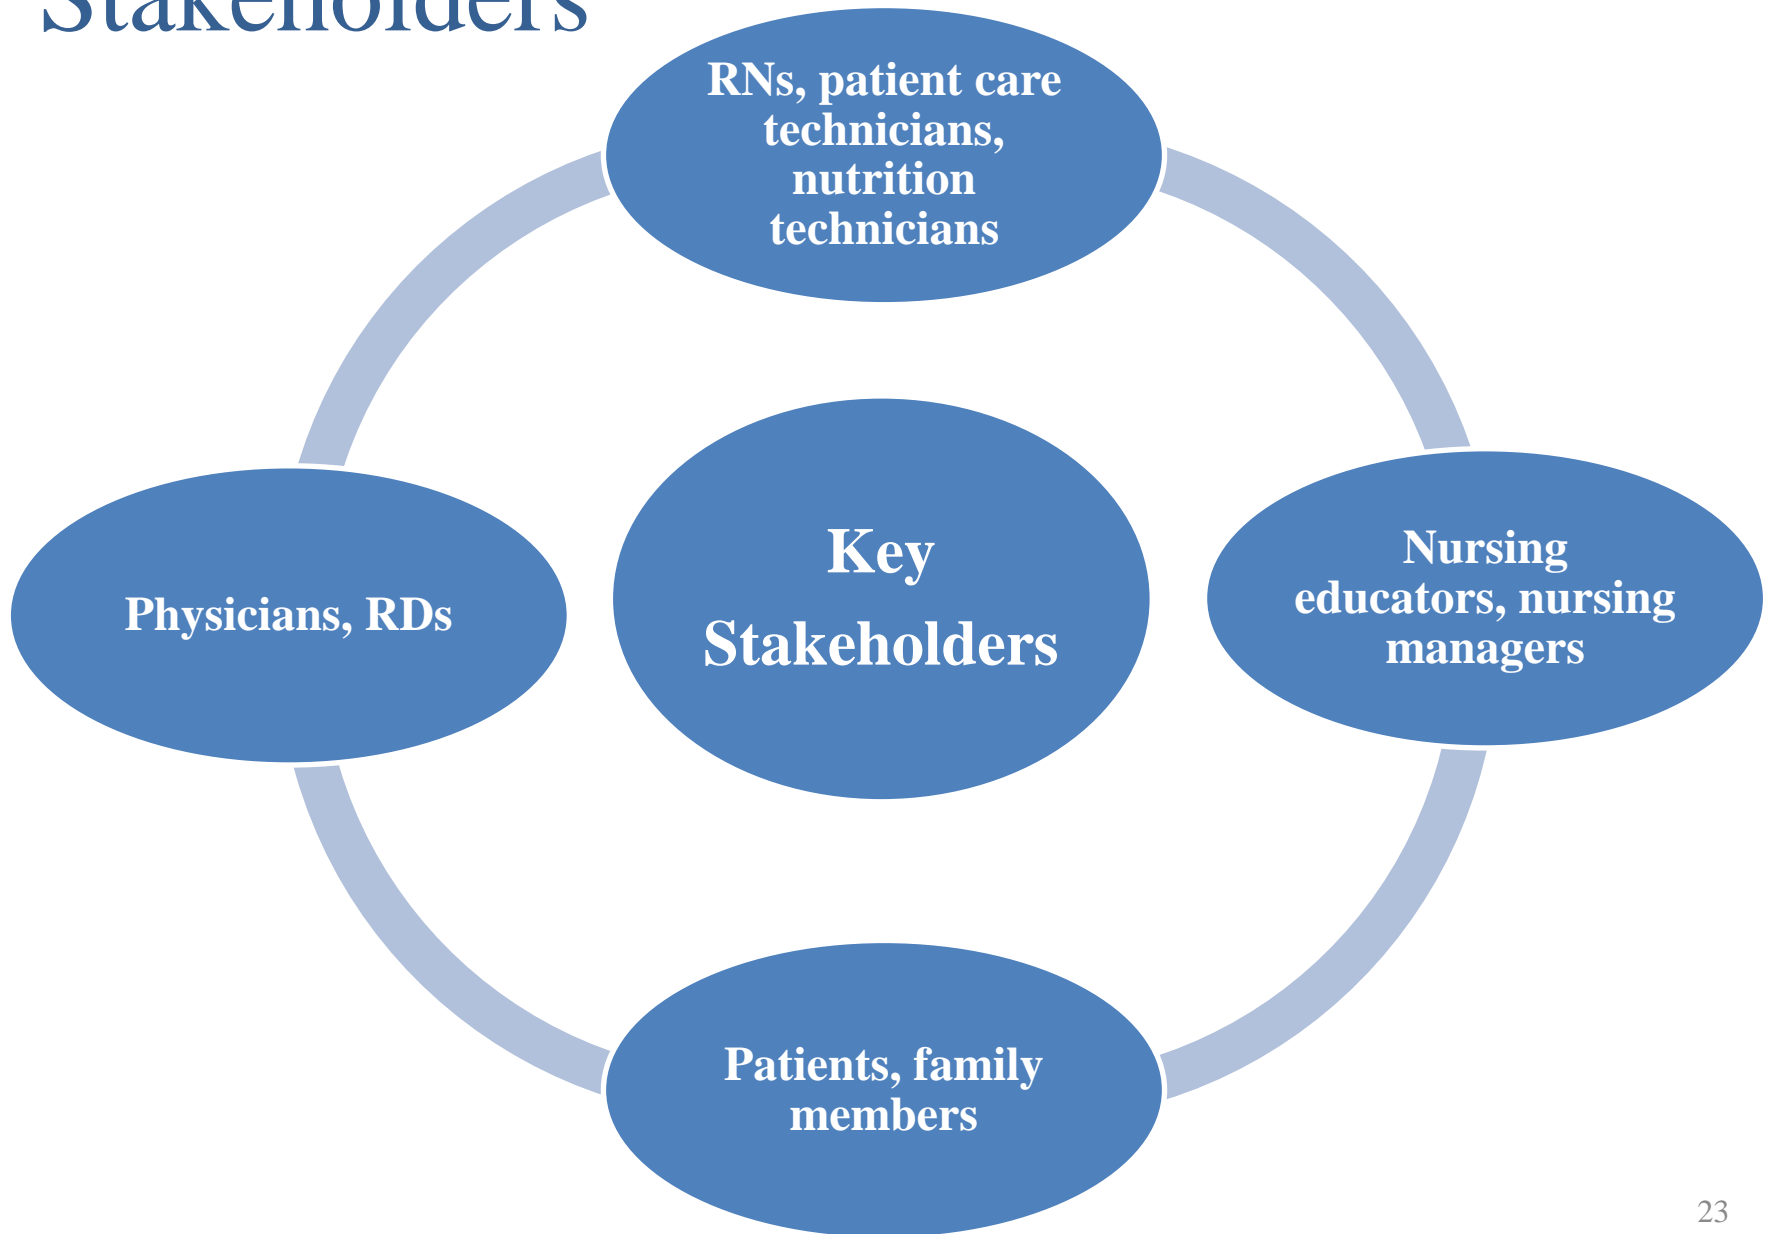 Stakeholders
RNs, patient care
technicians,
nutrition
technicians
Key
Stakeholders
Physicians, RDs
Nursing
educators, nursing
managers
Patients, family
members
23